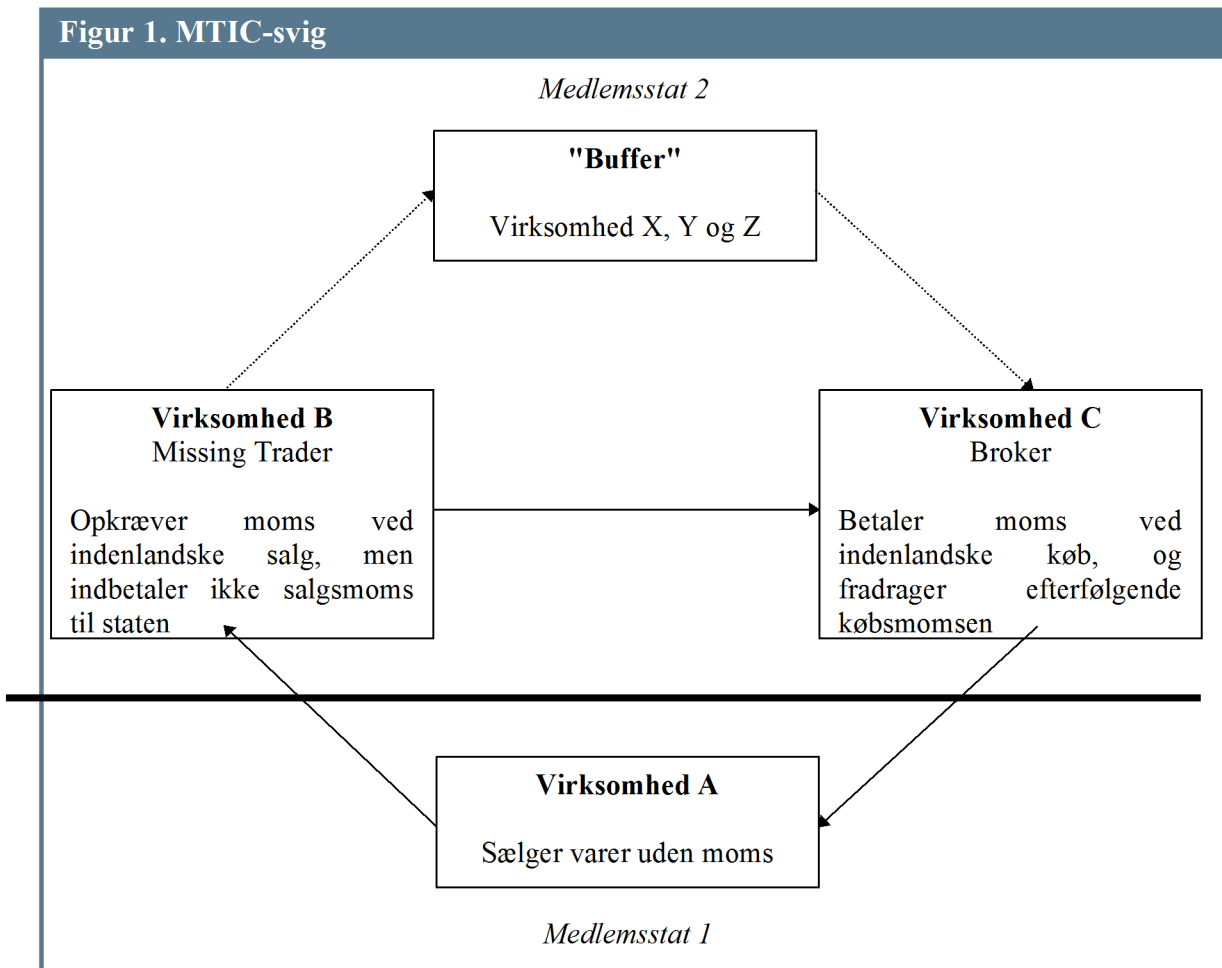 Figur 1. MTIC-svig
Medlemsstat 2
"Buffer"
Virksomhed X, Y og Z
Virksomhed B
Missing Trader
Opkræver moms ved
indenlandske salg, men
indbetaler ikke salgsmoms
til staten
Virksomhed C
Broker
Betaler moms ved
indenlandske køb, og
fradrager efterfølgende
købsmomsen
Virksomhed A
Sælger varer uden moms
Medlemsstat 1